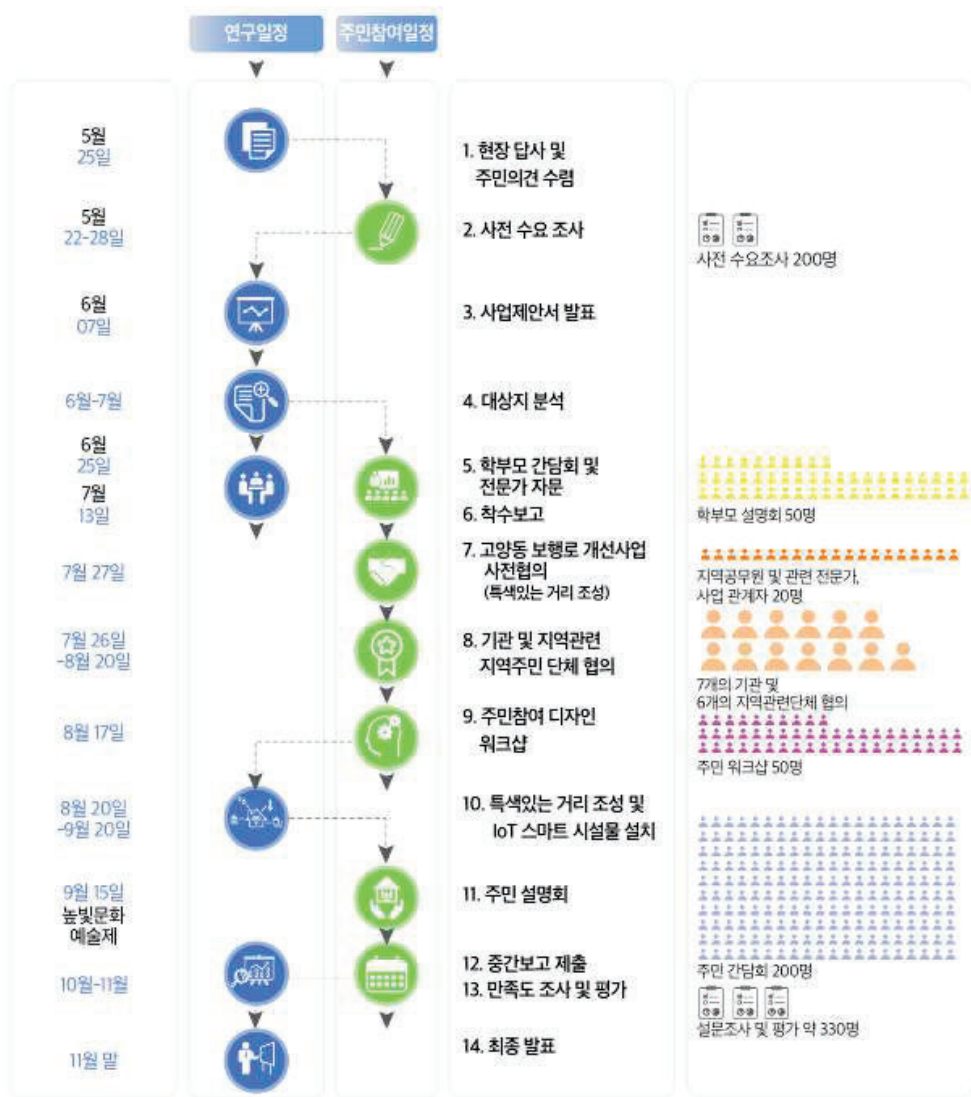 연구일정
주민참여일정
5월
25일
1. 현장 답사 및
주민의견 수렴
5월
22-28일
2. 사전 수요 조사
사전 수요조사 200명
6월
07일
3. 사업제안서 발표
6월-7월
4. 대상지 분석
6월
25일
7월
13일
5. 학부모 간담회 및
전문가 자문
6. 착수보고
학부모 설명회 50명
7월 27일
7. 고양동 보행로 개선사업
사전협의
(특색있는 거리 조성)
지역공무원 및 관련 전문가,
사업 관계자 20명
7월 26일
-8월 20일
8. 기관 및 지역관련
지역주민 단체 협의
7개의 기관 및
6개의 지역관련단체 협의
8월 17일
9. 주민참여 디자인
워크샵
주민 워크샵 50명
8월 20일
-9월 20일
10. 특색있는 거리 조성 및
IoT 스마트 시설물 설치
9월 15일
높빛문화
예술제
11. 주민 설명회
주민 간담회 200명
10월-11월
12. 중간보고 제출
13. 만족도 조사 및 평가
설문조사 및 평가 약 330명
11월 말
14. 최종 발표